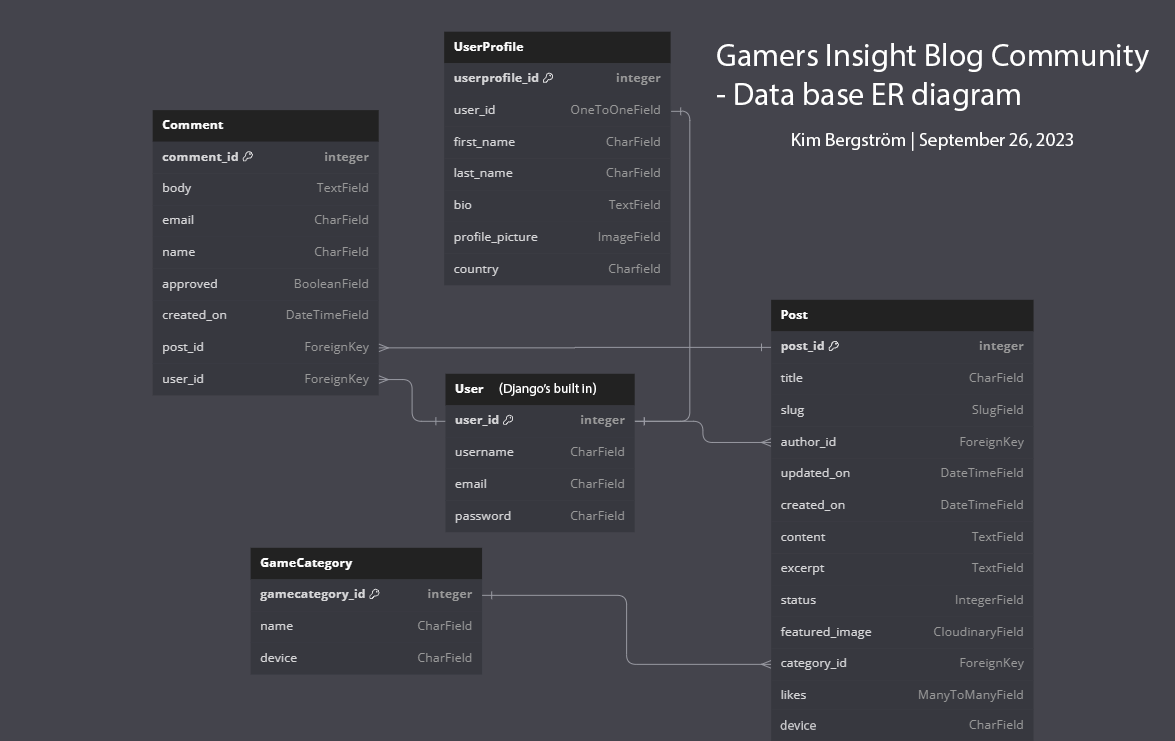 Gamers Insight Blog Community
- Data base ER diagram
Kim Bergström | September 26, 2023
UserProfile
userprofile_id integer
user_id OneToOneField
first_name CharField
last_name CharField
bio TextField
profile_picture ImageField
country Charfield
Comment
comment_id integer
body TextField
email CharField
name CharField
approved BooleanField
created_on DateTimeField
post_id ForeignKey
user_id ForeignKey
User (Django's built in)
user_id integer
username CharField
email CharField
password CharField
GameCategory
gamecategory_id integer
name CharField
device CharField
Post
post_id integer
title CharField
slug SlugField
author_id ForeignKey
updated_on DateTimeField
created_on DateTimeField
content TextField
excerpt TextField
status IntegerField
featured_image CloudinaryField
category_id ForeignKey
likes ManyToManyField
device CharField